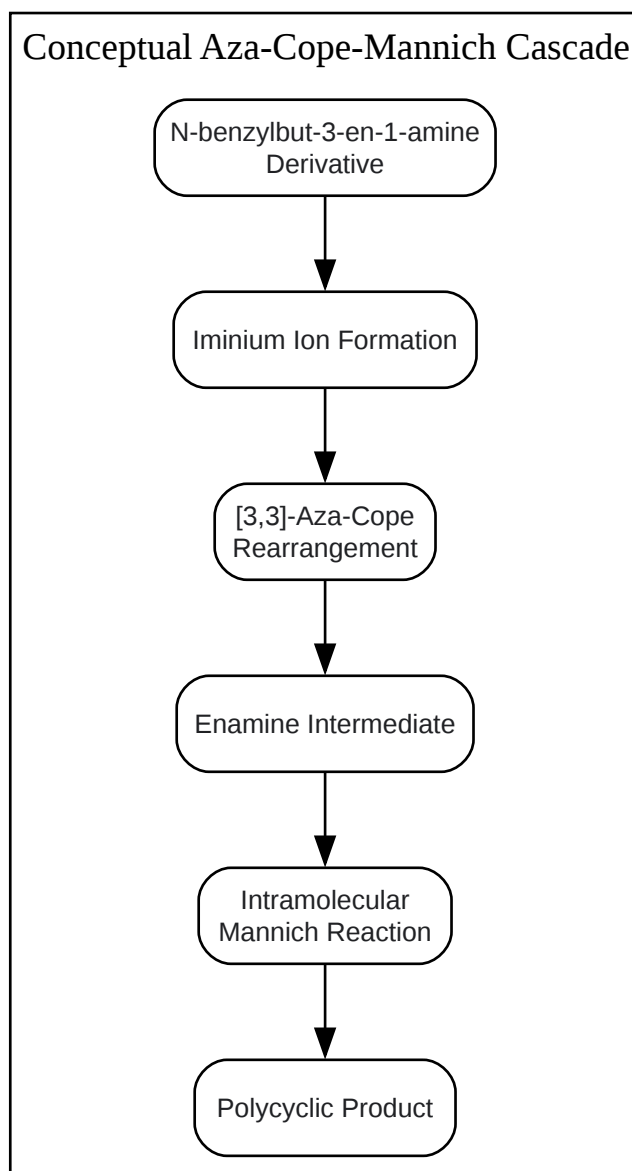 Conceptual Aza-Cope-Mannich Cascade
N-benzylbut-3-en-1-amine
Derivative
Iminium Ion Formation
[3,3]-Aza-Cope
Rearrangement
Enamine Intermediate
Intramolecular
Mannich Reaction
Polycyclic Product